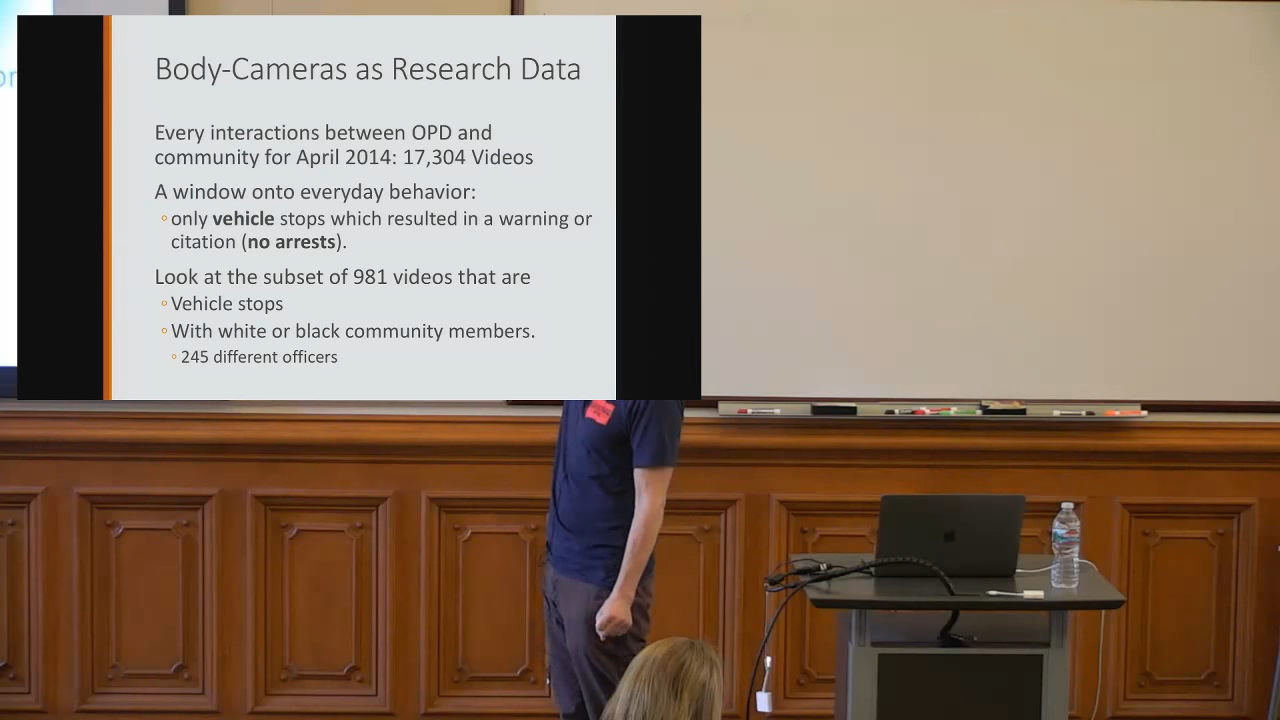 Body-Cameras as Research Data
Every interactions between OPD and
community for April 2014: 17,304 Videos
A window onto everyday behavior:
◦only vehicle stops which resulted in a warning or
citation (no arrests).
Look at the subset of 981 videos that are
◦Vehicle stops
◦With white or black community members.
◦245 different officers